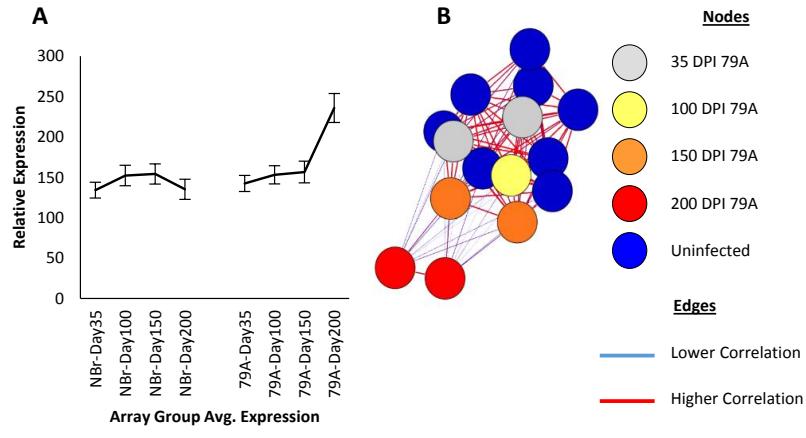 A
Relative Expression
300
250
200
150
100
50
0
NBr-Day35
NBr-Day100
NBr-Day150
NBr-Day200
79A-Day35
79A-Day100
79A-Day150
79A-Day200
Array Group Avg. Expression
B
Nodes
35 DPI 79A
100 DPI 79A
150 DPI 79A
200 DPI 79A
Uninfected
Edges
Lower Correlation
Higher Correlation